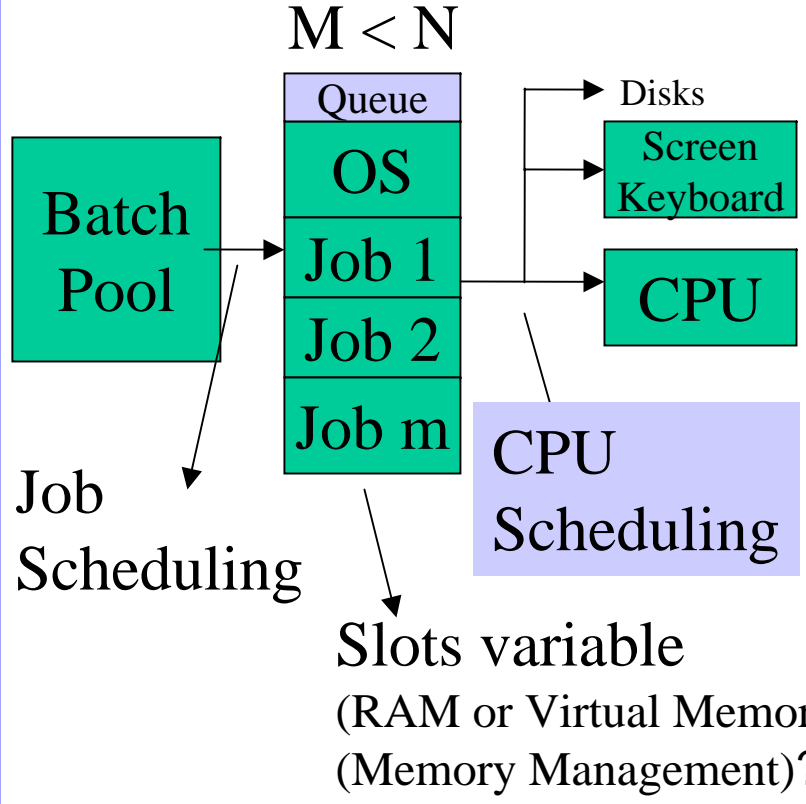 M < N
Queue
Disks
OS
Screen
Keyboard
Batch
Pool
Job 1
CPU
Job 2
Job m
CPU
Scheduling
Job
Scheduling
Slots variable
(RAM or Virtual Memor
(Memory Management)?